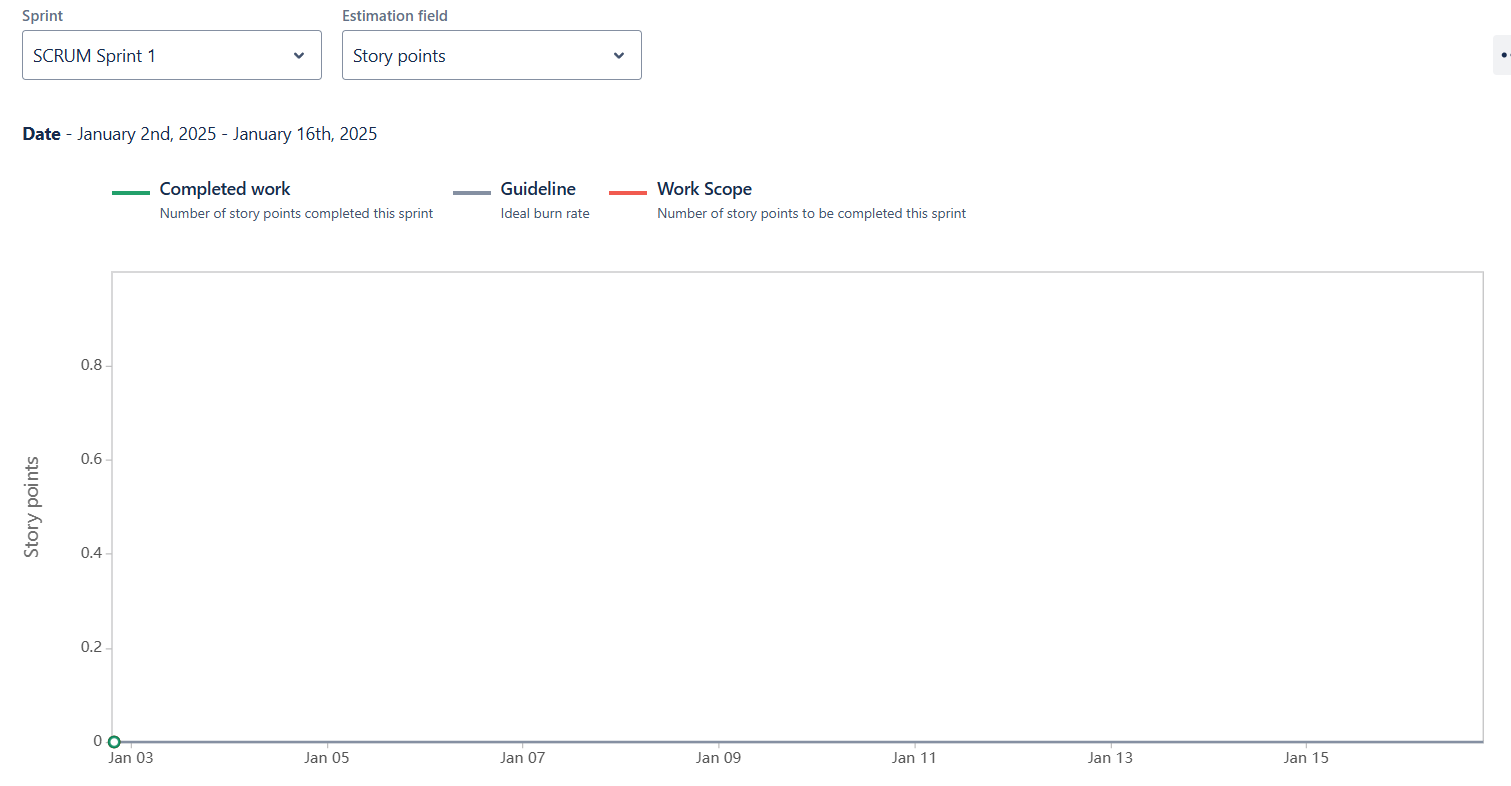 Sprint
Estimation field
SCRUM Sprint 1
Story points
Date - January 2nd, 2025 - January 16th, 2025
Completed work
Number of story points completed this sprint
Guideline
Ideal burn rate
Work Scope
Number of story points to be completed this sprint
Story points
0.8
0.6
0.4
0.2
0
Jan 03
Jan 05
Jan 07
Jan 09
Jan 11
Jan 13
Jan 15